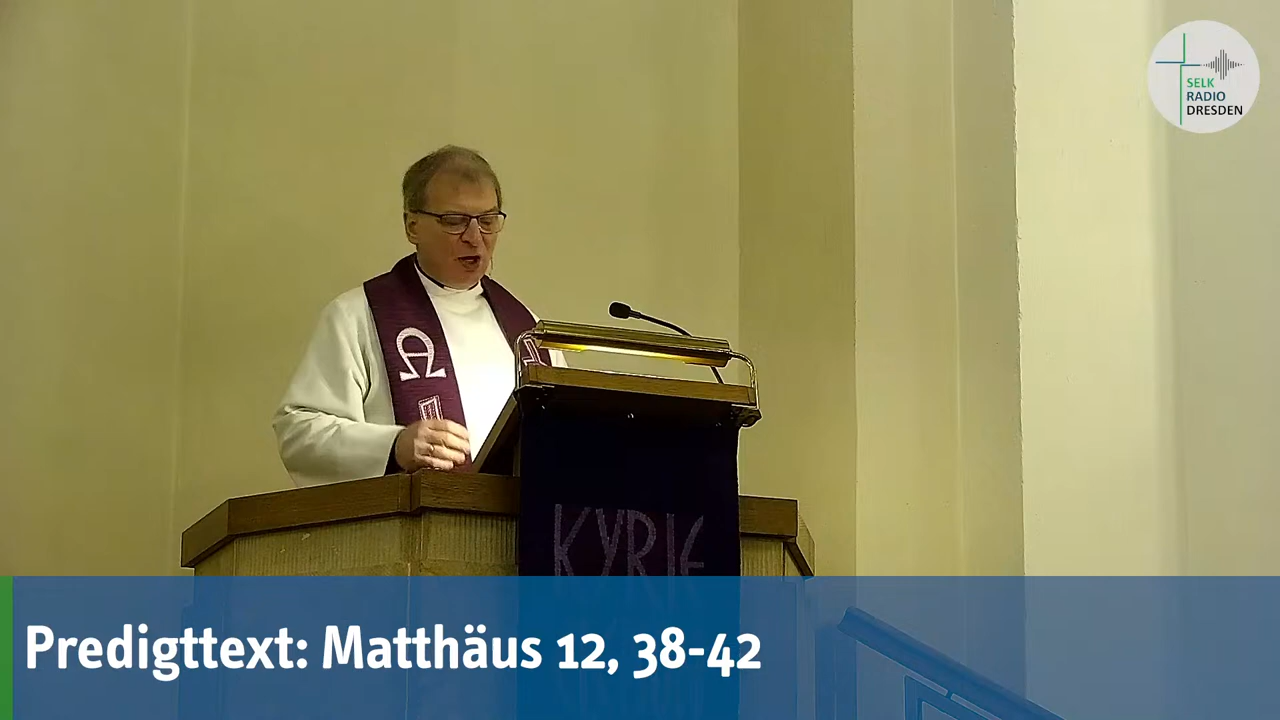 SELK
RADIO
DRESDEN
KYRIE
Predigttext: Matthäus 12, 38-42